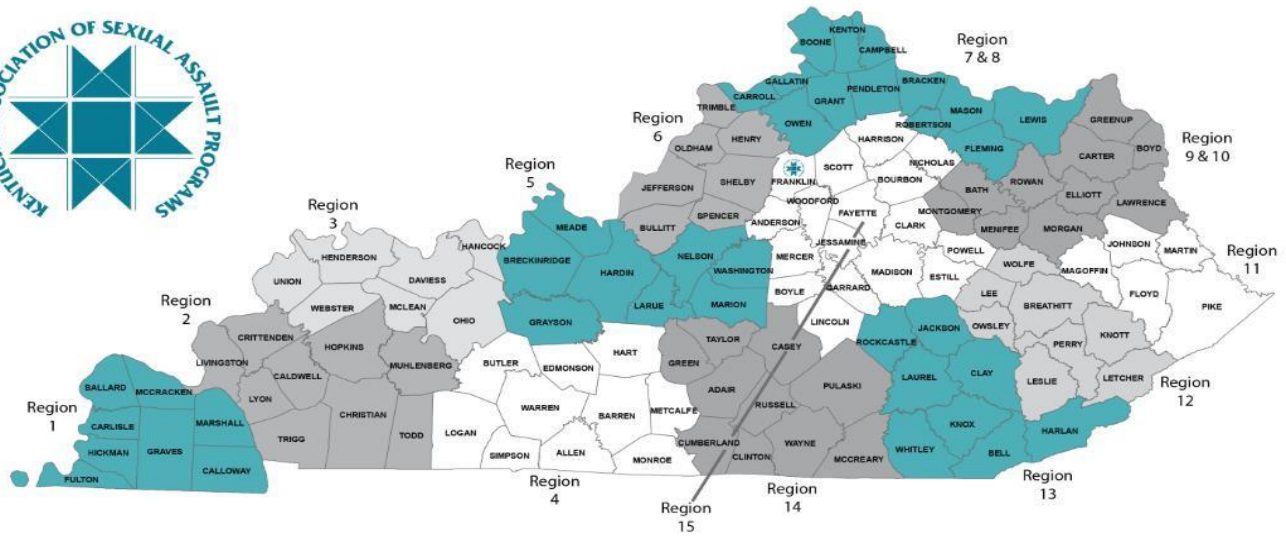 CIATION OF SEXUAL ASSAULT PROGRAMS
KENTUC
Region
7 & 8
BOONE
KENTON
CAMPBELL
GALLATIN
CARROLL
OWEN
GRANT
PENDLETON
BRACKEN
MASON
ROBERTSON
FLEMING
LEWIS
Region
6
TRIMBLE
HENRY
OLDHAM
JEFFERSON
SHELBY
BULLITT
SPENCER
Region
9 & 10
GREENUP
CARTER
BOYD
ROWAN
ELLIOTT
LAWRENCE
BATH
MONTGOMERY
MENIFEE
MORGAN
HARRISON
NICHOLAS
SCOTT
BOURBON
FRANKLIN
WOODFORD
FAYETTE
ANDERSON
CLARK
JESSAMINE
POWELL
MERCER
MADISON
ESTILL
BOYLE
GARRARD
LINCOLN
Region
5
MEADE
BRECKINRIDGE
HARDIN
NELSON
WASHINGTON
LARUE
MARION
GRAYSON
Region
3
HANCOCK
HENDERSON
UNION
DAVIESS
WEBSTER
MCLEAN
OHIO
Region
11
JOHNSON
MARTIN
MAGOFFIN
FLOYD
PIKE
WOLFE
LEE
BREATHITT
OWSLEY
PERRY
KNOTT
LESLIE
LETCHER
Region
12
Region
2
CRITTENDEN
LIVINGSTON
HOPKINS
MUHLENBERG
CALDWELL
LYON
CHRISTIAN
TRIGG
TODD
BUTLER
EDMONSON
HART
WARREN
BARREN
METCALFE
LOGAN
SIMPSON
ALLEN
MONROE
Region
4
TAYLOR
GREEN
CASEY
ADAIR
PULASKI
RUSSELL
CUMBERLAND
CLINTON
WAYNE
MCCREARY
Region
14
Region
15
ROCKCASTLE
JACKSON
LAUREL
CLAY
KNOX
WHITLEY
BELL
HARLAN
Region
13
Region
1
BALLARD
MCCRACKEN
CARLISLE
MARSHALL
HICKMAN
GRAVES
FULTON
CALLOWAY